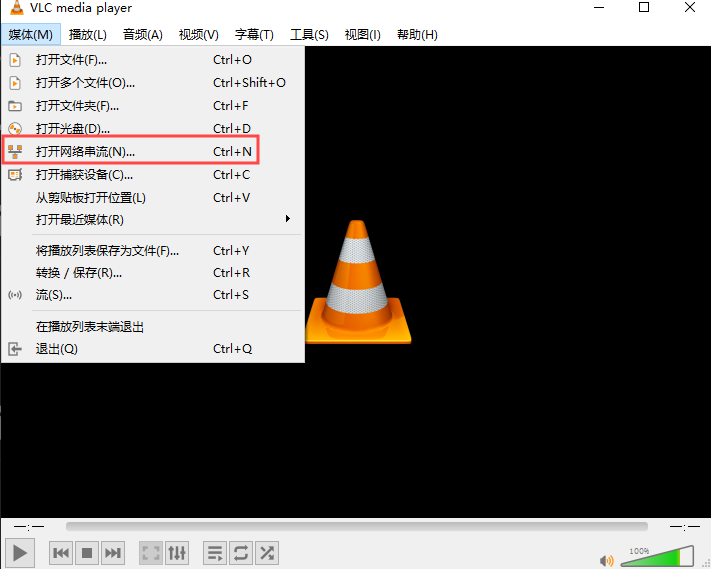 VLC media player
媒体(M) 播放(L) 音频(A) 视频(V) 字幕(T) 工具(S) 视图(I) 帮助(H)
打开文件(F)... Ctrl+O
打开多个文件(O)... Ctrl+Shift+O
打开文件夹(F)... Ctrl+F
打开光盘(D)... Ctrl+D
打开网络串流(N)... Ctrl+N
打开捕获设备(C)... Ctrl+C
从剪贴板打开位置(L) Ctrl+V
打开最近媒体(R)
将播放列表保存为文件(F)... Ctrl+Y
转换 / 保存(R)... Ctrl+R
流(S)... Ctrl+S
在播放列表末端退出
退出(Q) Ctrl+Q
--:-- --:--
100%